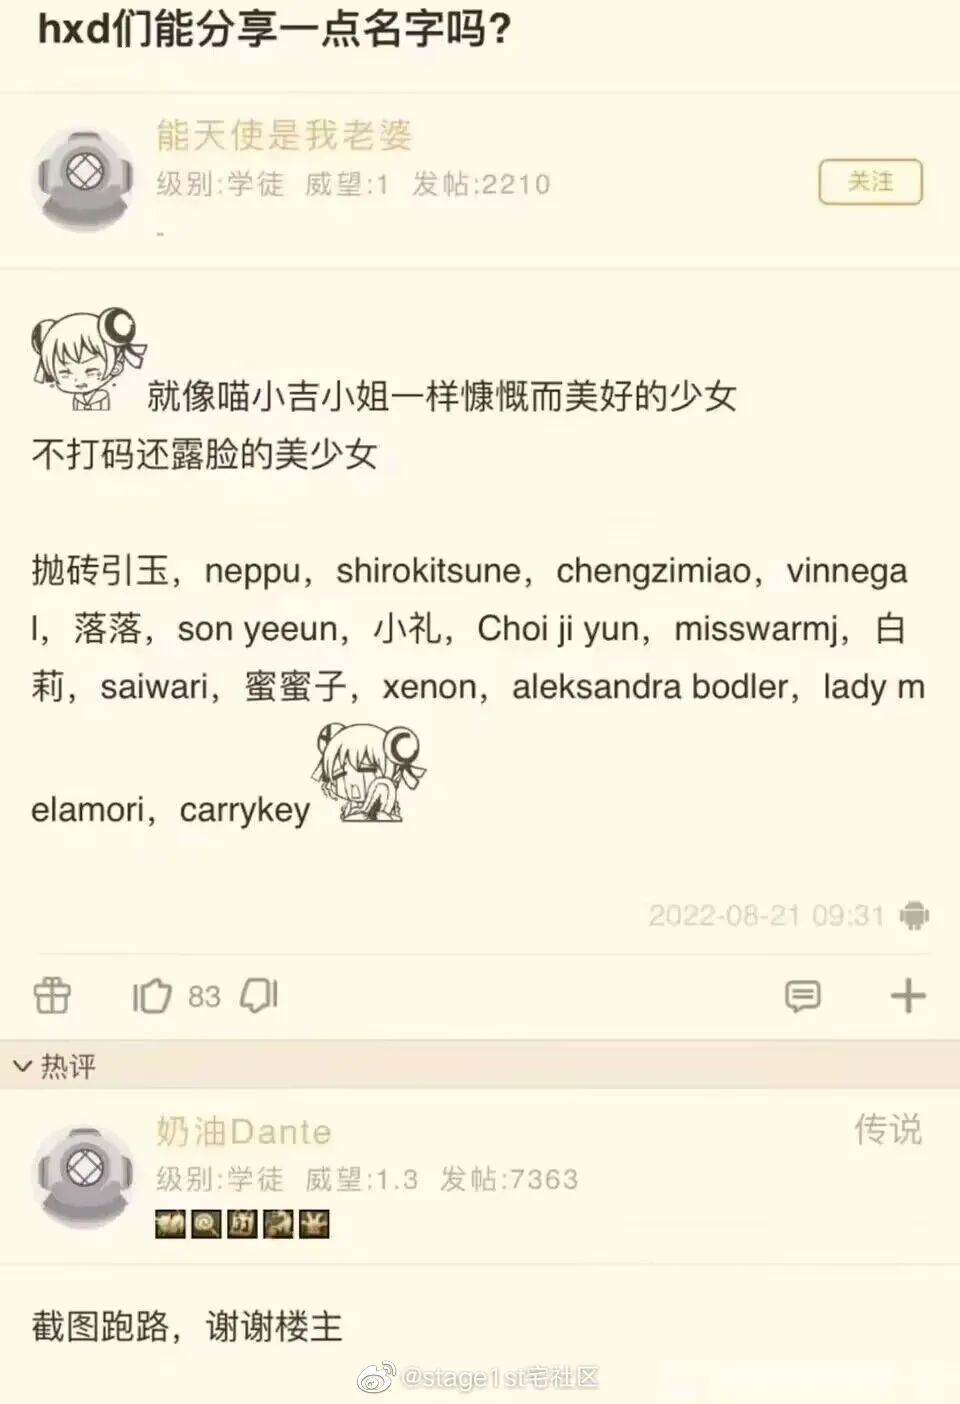 hxd们能分享一点名字吗?
能天使是我老婆
级别:学徒 威望:1 发帖:2210
关注
-
就像喵小吉小姐一样慷慨而美好的少女
不打码还露脸的美少女
抛砖引玉，neppu，shirokitsune，chengzimiao，vinnega
l，落落，son yeeun，小礼，Choi ji yun，misswarmj，白
莉，saiwari，蜜蜜子，xenon，aleksandra bodler，lady m
elamori，carrykey
2022-08-21 09:31
83
热评
奶油Dante
传说
级别:学徒 威望:1.3 发帖:7363
截图跑路，谢谢楼主
@stage1st宅社区